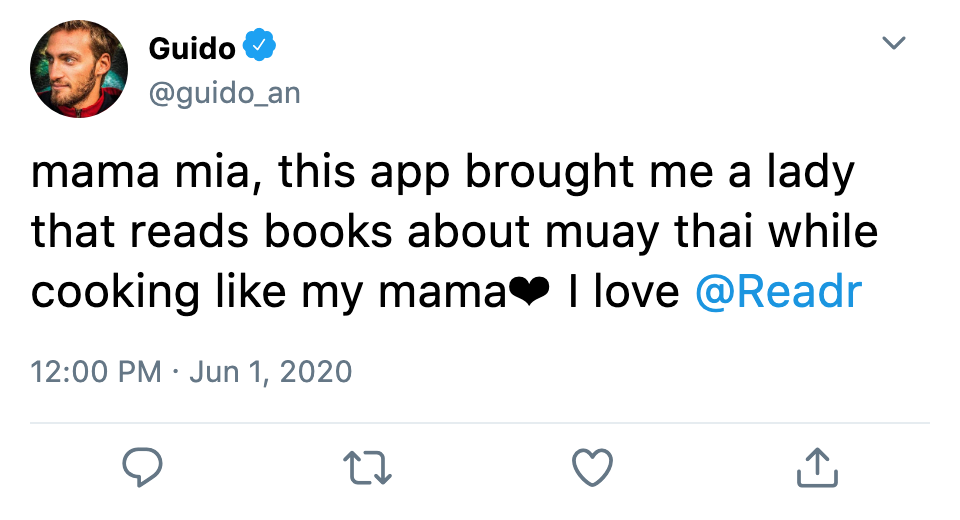 Guido
@guido_an
mama mia, this app brought me a lady
that reads books about muay thai while
cooking like my mama❤ I love @Readr
12:00 PM · Jun 1, 2020